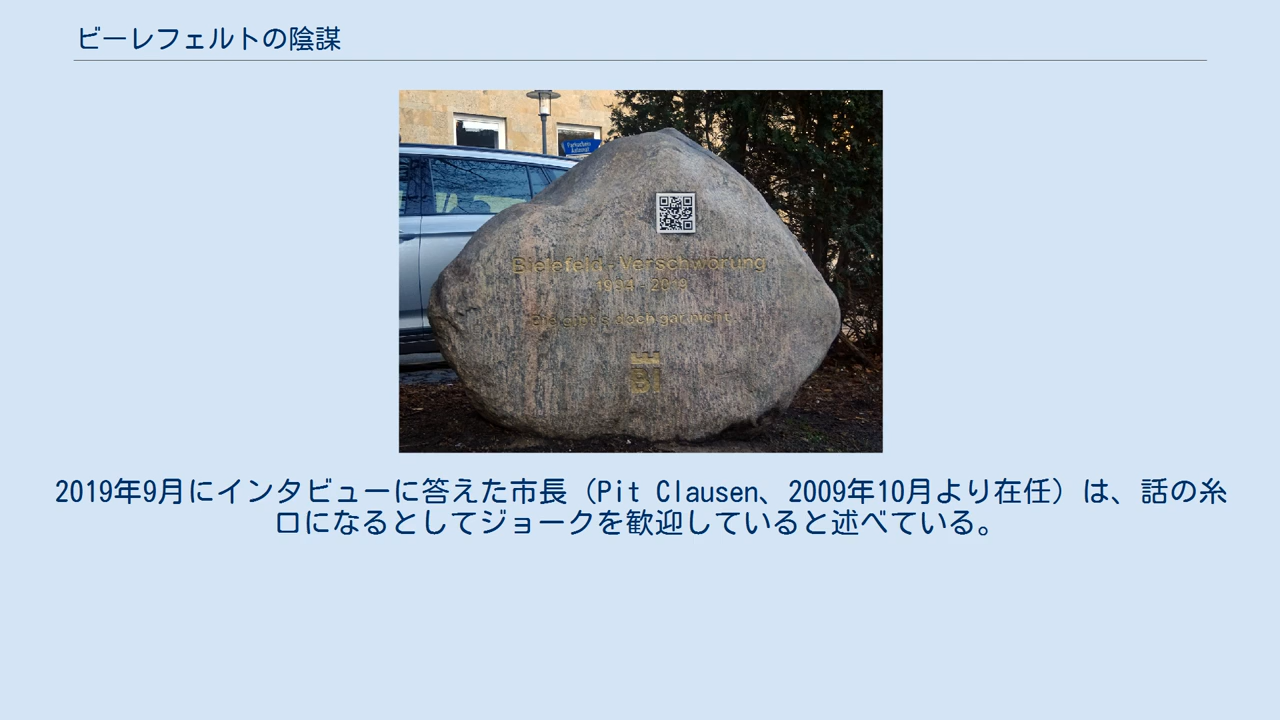 ビーレフェルトの陰謀
Bielefeld-Verschwörung
1994-2019
Die gibt's doch gar nicht
BI
2019年9月にインタビューに答えた市長（Pit Clausen、2009年10月より在任）は、話の糸
口になるとしてジョークを歓迎していると述べている。